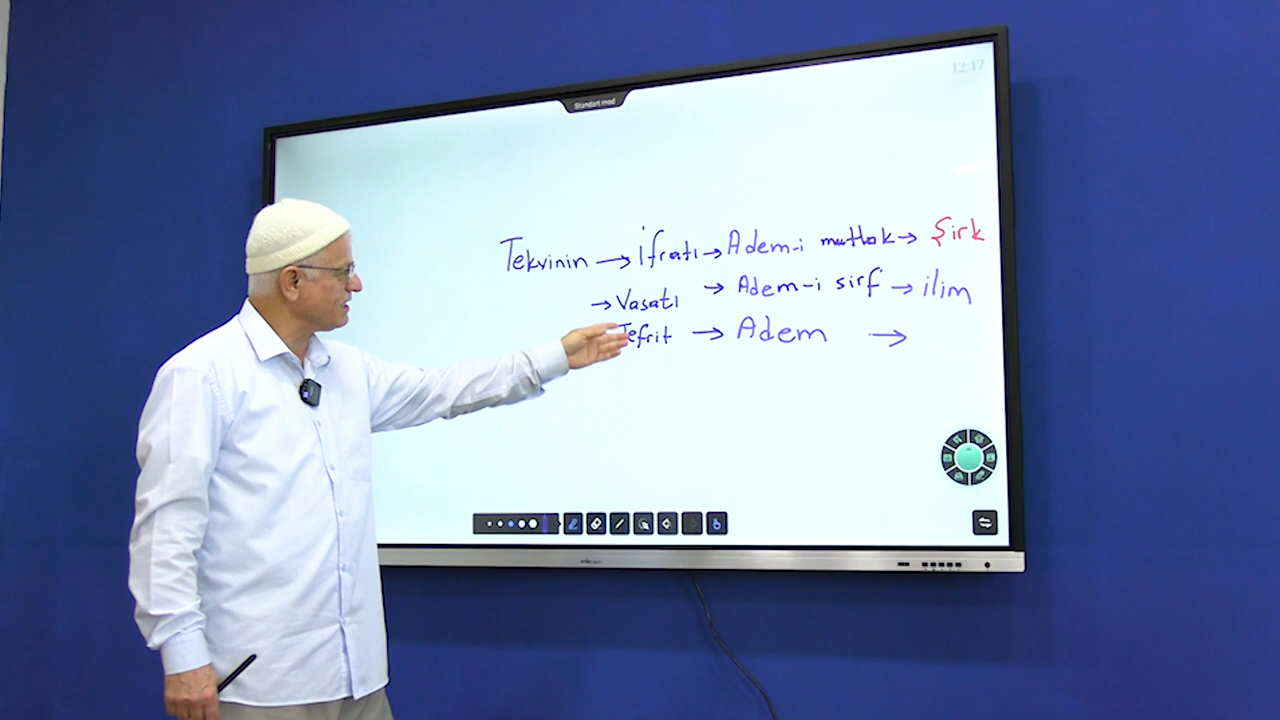 12:17
Standart mod
Tekvinin → İfratı → Adem-i mutlak → Şirk
→ Vasatı → Adem-i sırf → ilim
Tefrit → Adem →